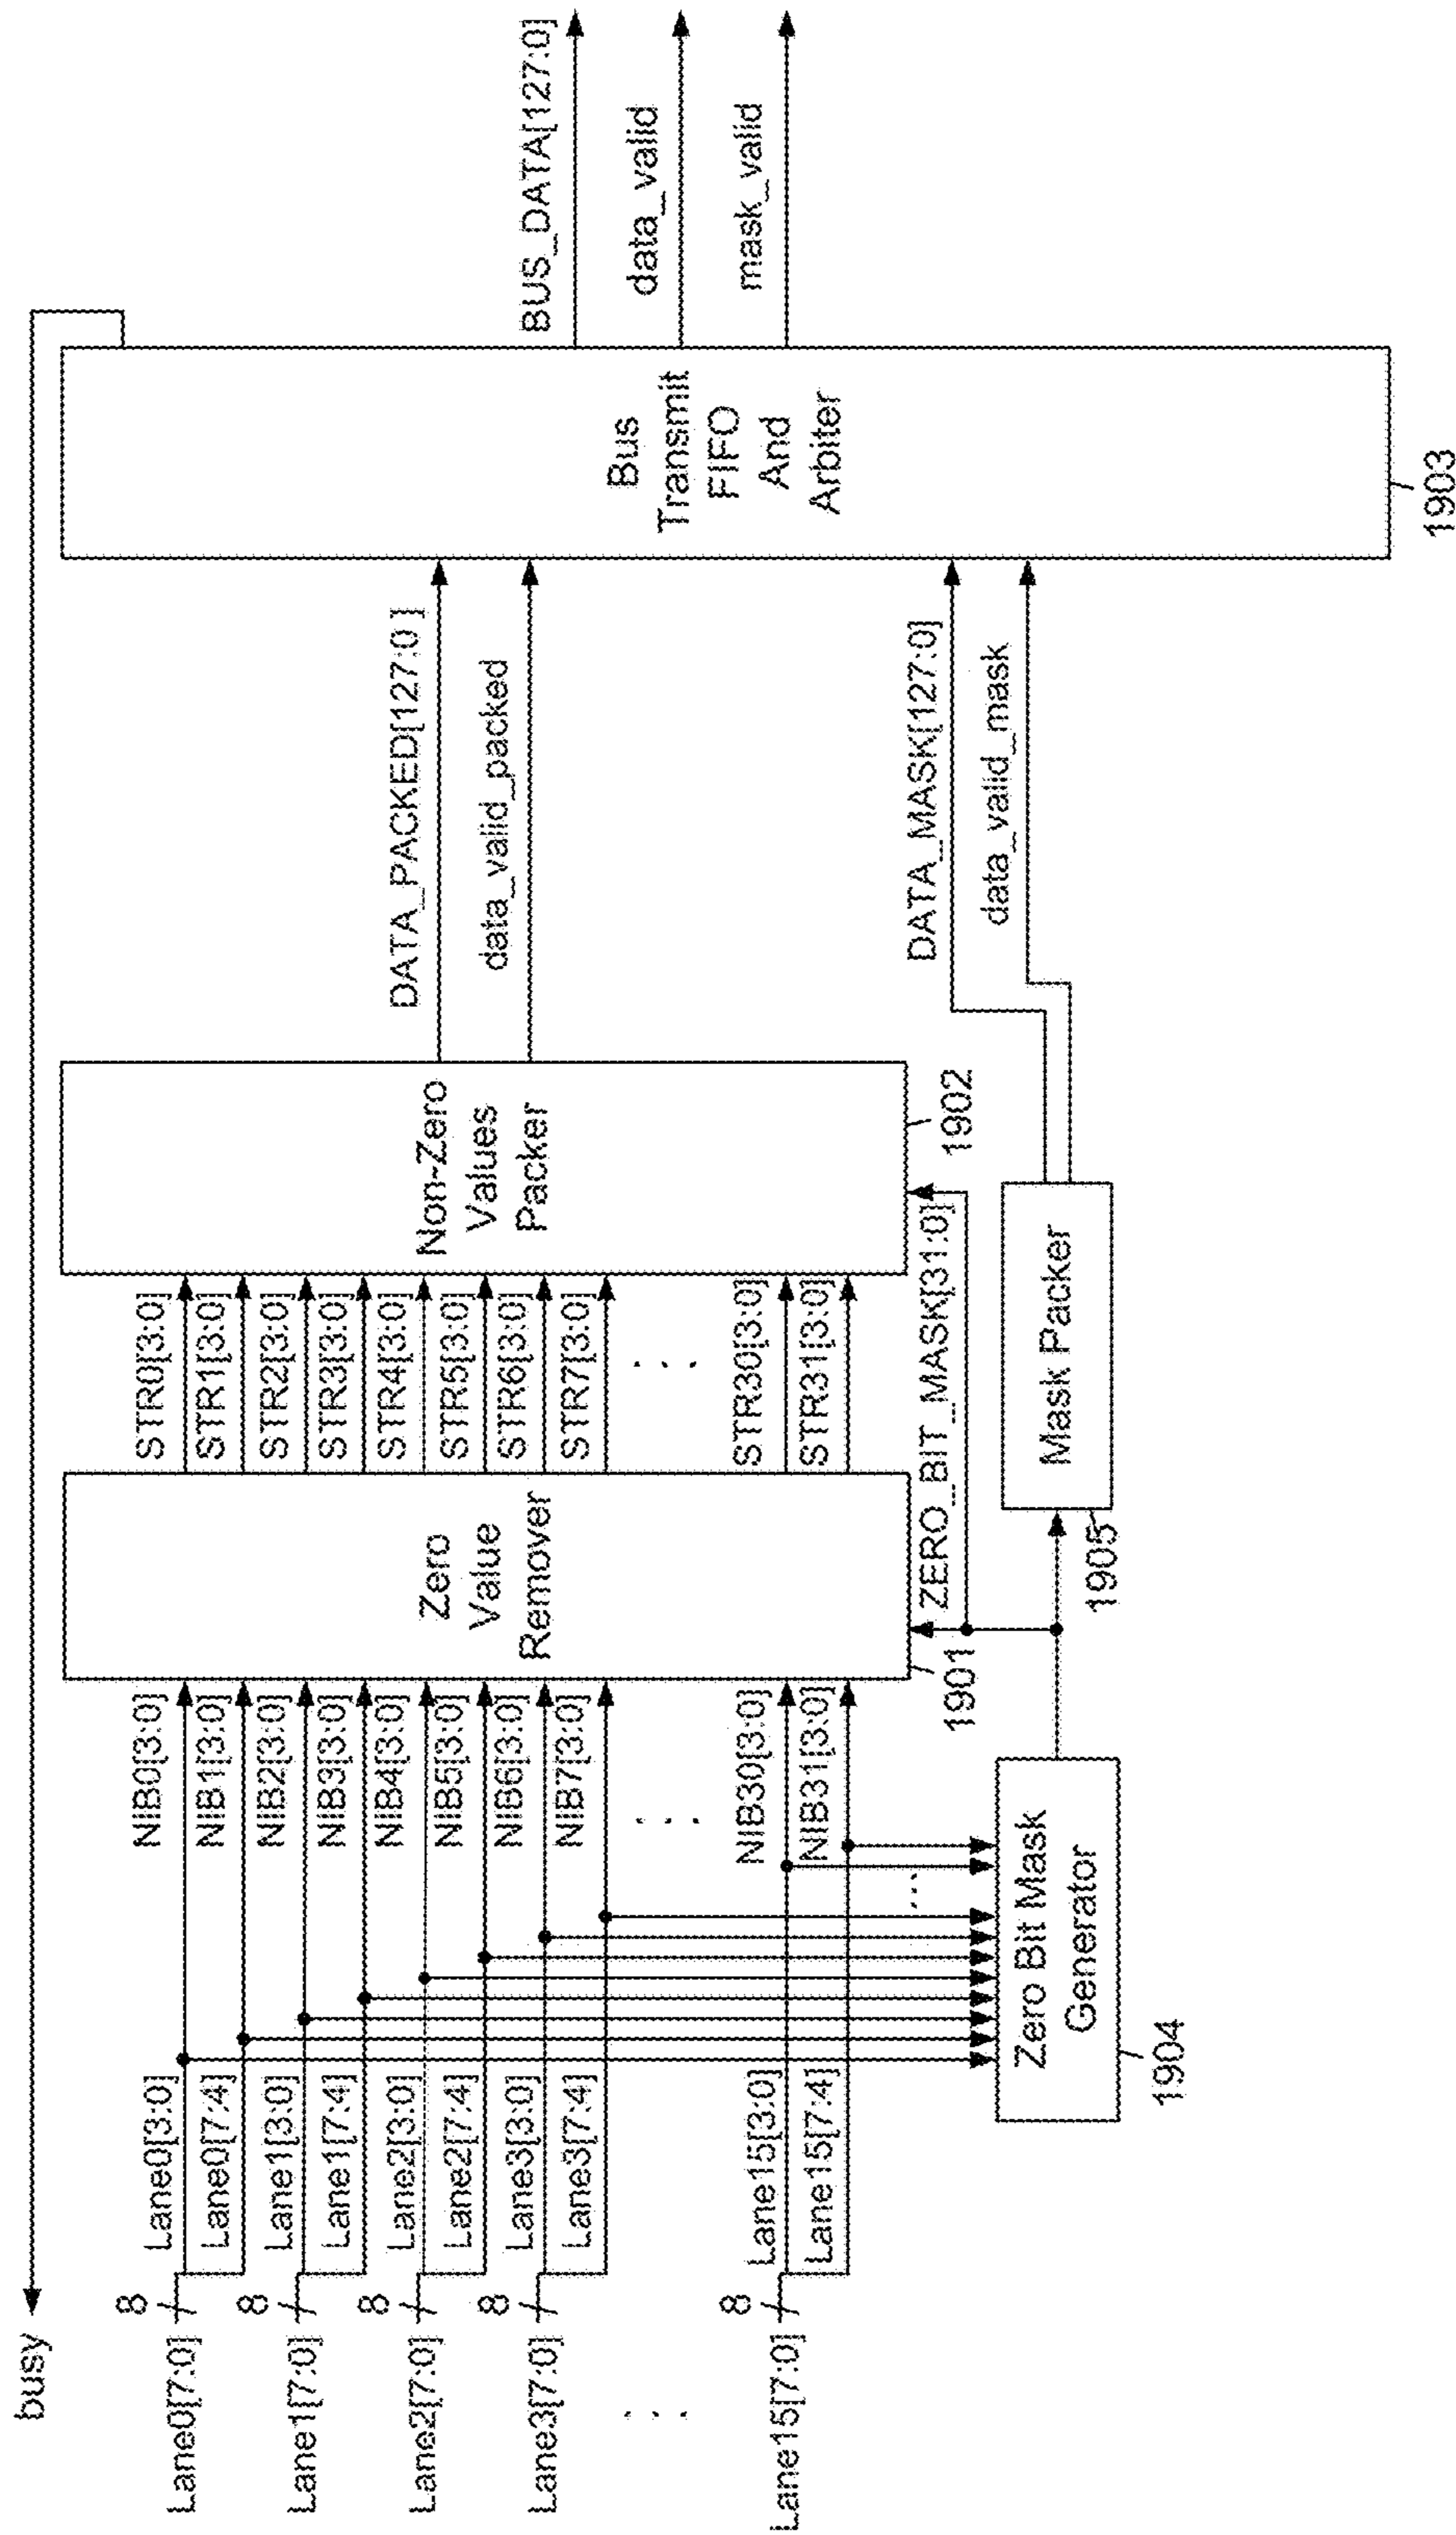 busy
Lane0[7:0]
8
Lane0[3:0]
Lane0[7:4]
Lane1[7:0]
8
Lane1[3:0]
Lane1[7:4]
Lane2[7:0]
8
Lane2[3:0]
Lane2[7:4]
Lane3[7:0]
8
Lane3[3:0]
Lane3[7:4]
. . .
Lane15[7:0]
8
Lane15[3:0]
Lane15[7:4]
NIB0[3:0]
NIB1[3:0]
NIB2[3:0]
NIB3[3:0]
NIB4[3:0]
NIB5[3:0]
NIB6[3:0]
NIB7[3:0]
. . .
NIB30[3:0]
NIB31[3:0]
. . .
Zero Bit Mask
Generator
1904
Zero
Value
Remover
1901
ZERO_BIT_MASK[31:0]
STR0[3:0]
STR1[3:0]
STR2[3:0]
STR3[3:0]
STR4[3:0]
STR5[3:0]
STR6[3:0]
STR7[3:0]
. . .
STR30[3:0]
STR31[3:0]
Mask Packer
1905
Non-Zero
Values
Packer
1902
DATA_PACKED[127:0 ]
data_valid_packed
DATA_MASK[127:0]
data_valid_mask
Bus
Transmit
FIFO
And
Arbiter
1903
BUS_DATA[127:0]
data_valid
mask_valid